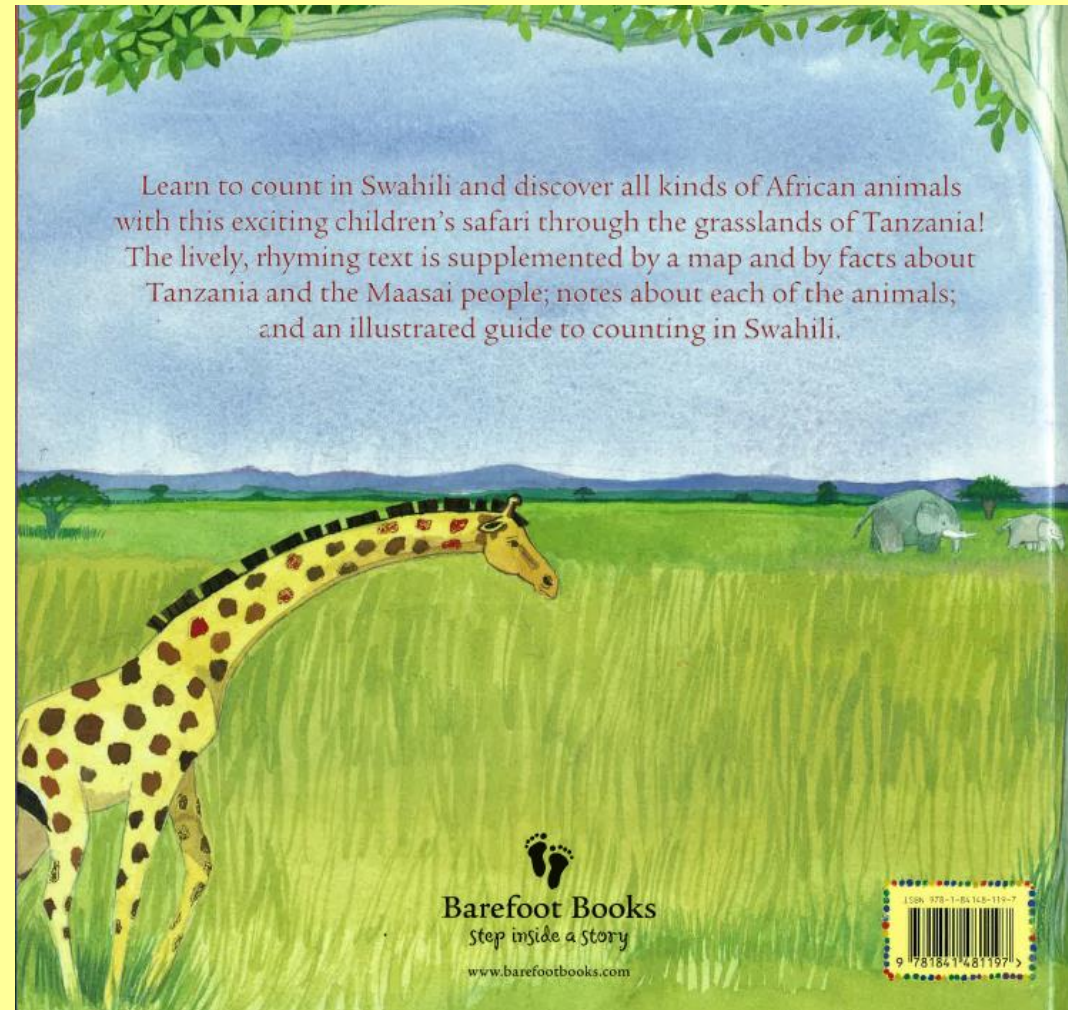 Learn to count in Swahili and discover all kinds of African animals
with this exciting children's safari through the grasslands of Tanzania!
The lively, rhyming text is supplemented by a map and by facts about
Tanzania and the Maasai people; notes about each of the animals;
and an illustrated guide to counting in Swahili.
Barefoot Books
step inside a story
www.barefootbooks.com
ISBN 978-1-84148-119-7
9 781841 481197 >